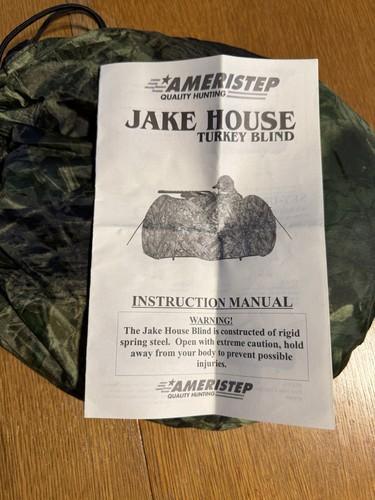 AMERISTEP
QUALITY HUNTING
JAKE HOUSE
TURKEY BLIND
INSTRUCTION MANUAL
WARNING!
The Jake House Blind is constructed of rigid
spring steel. Open with extreme caution, hold
away from your body to prevent possible
injuries.
AMERISTEP
QUALITY HUNTING